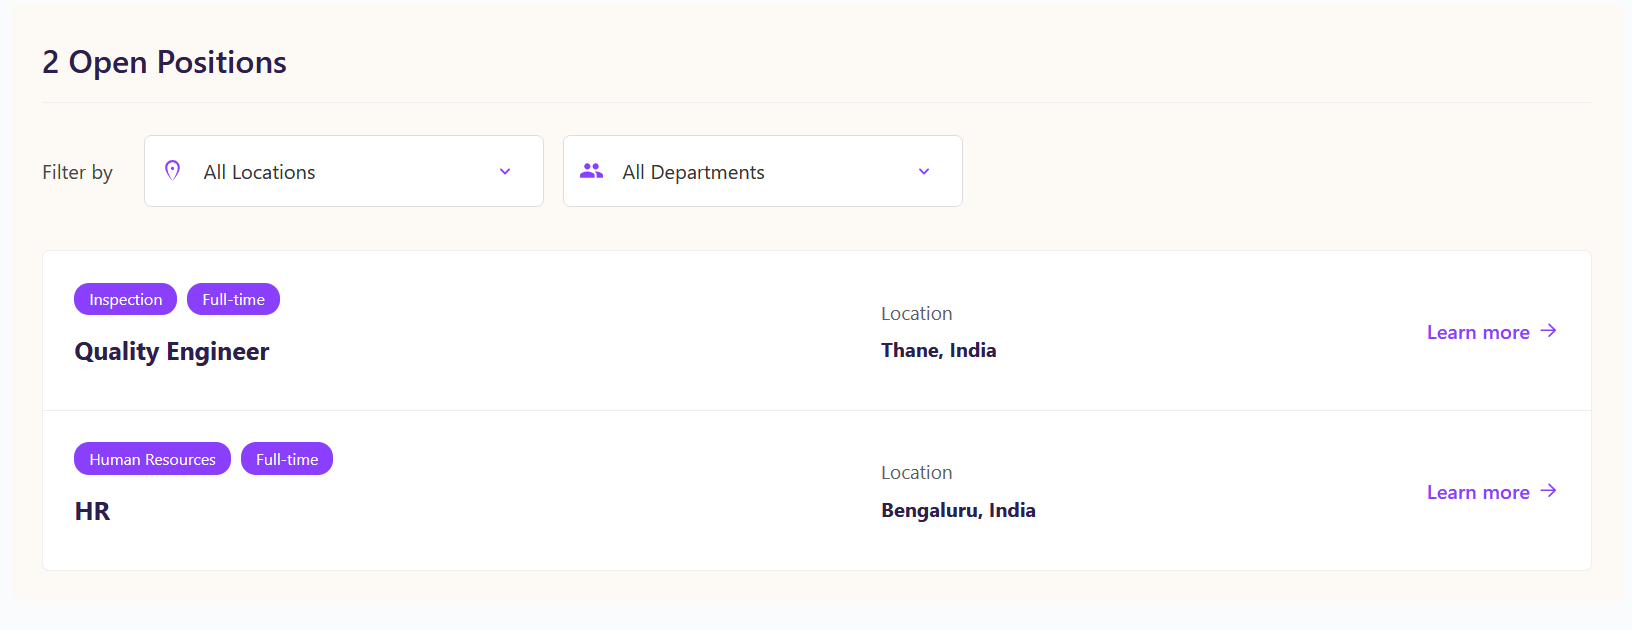 2 Open Positions
Filter by
All Locations
All Departments
Inspection
Full-time
Quality Engineer
Location
Thane, India
Learn more
Human Resources
Full-time
HR
Location
Bengaluru, India
Learn more